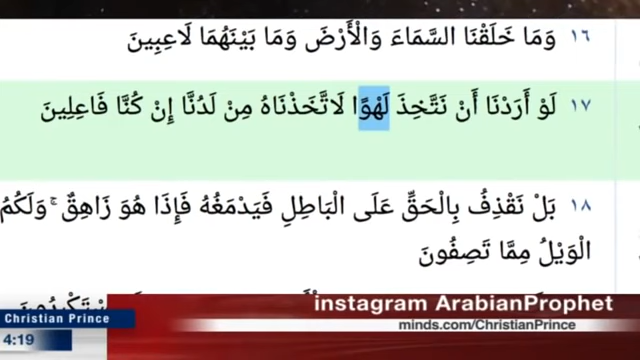 ١٦ وَمَا خَلَقْنَا السَّمَاءَ وَالْأَرْضَ وَمَا بَيْنَهُمَا لَاعِبِينَ
١٧ لَوْ أَرَدْنَا أَنْ نَتَّخِذَ لَهْوًا لَاتَّخَذْنَاهُ مِنْ لَدُنَّا إِنْ كُنَّا فَاعِلِينَ
١٨ بَلْ نَقْذِفُ بِالْحَقِّ عَلَى الْبَاطِلِ فَيَدْمَغُهُ فَإِذَا هُوَ زَاهِقٌ ۚ وَلَكُمُ
الْوَيْلُ مِمَّا تَصِفُونَ
instagram ArabianProphet
Christian Prince
minds.com/ChristianPrince
4:19